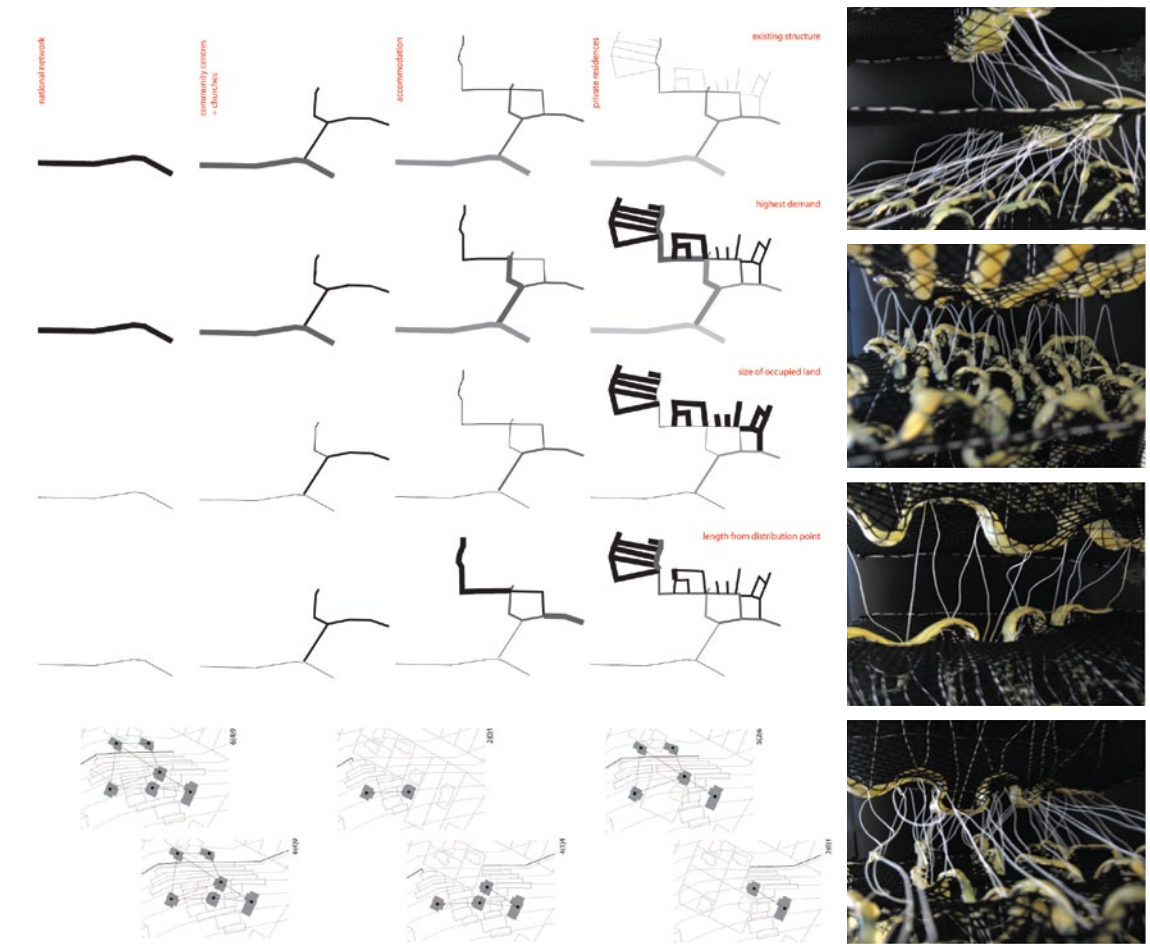 national network
community centres
+ churches
accommodation
private residences
existing structure
highest demand
size of occupied land
length from distribution point